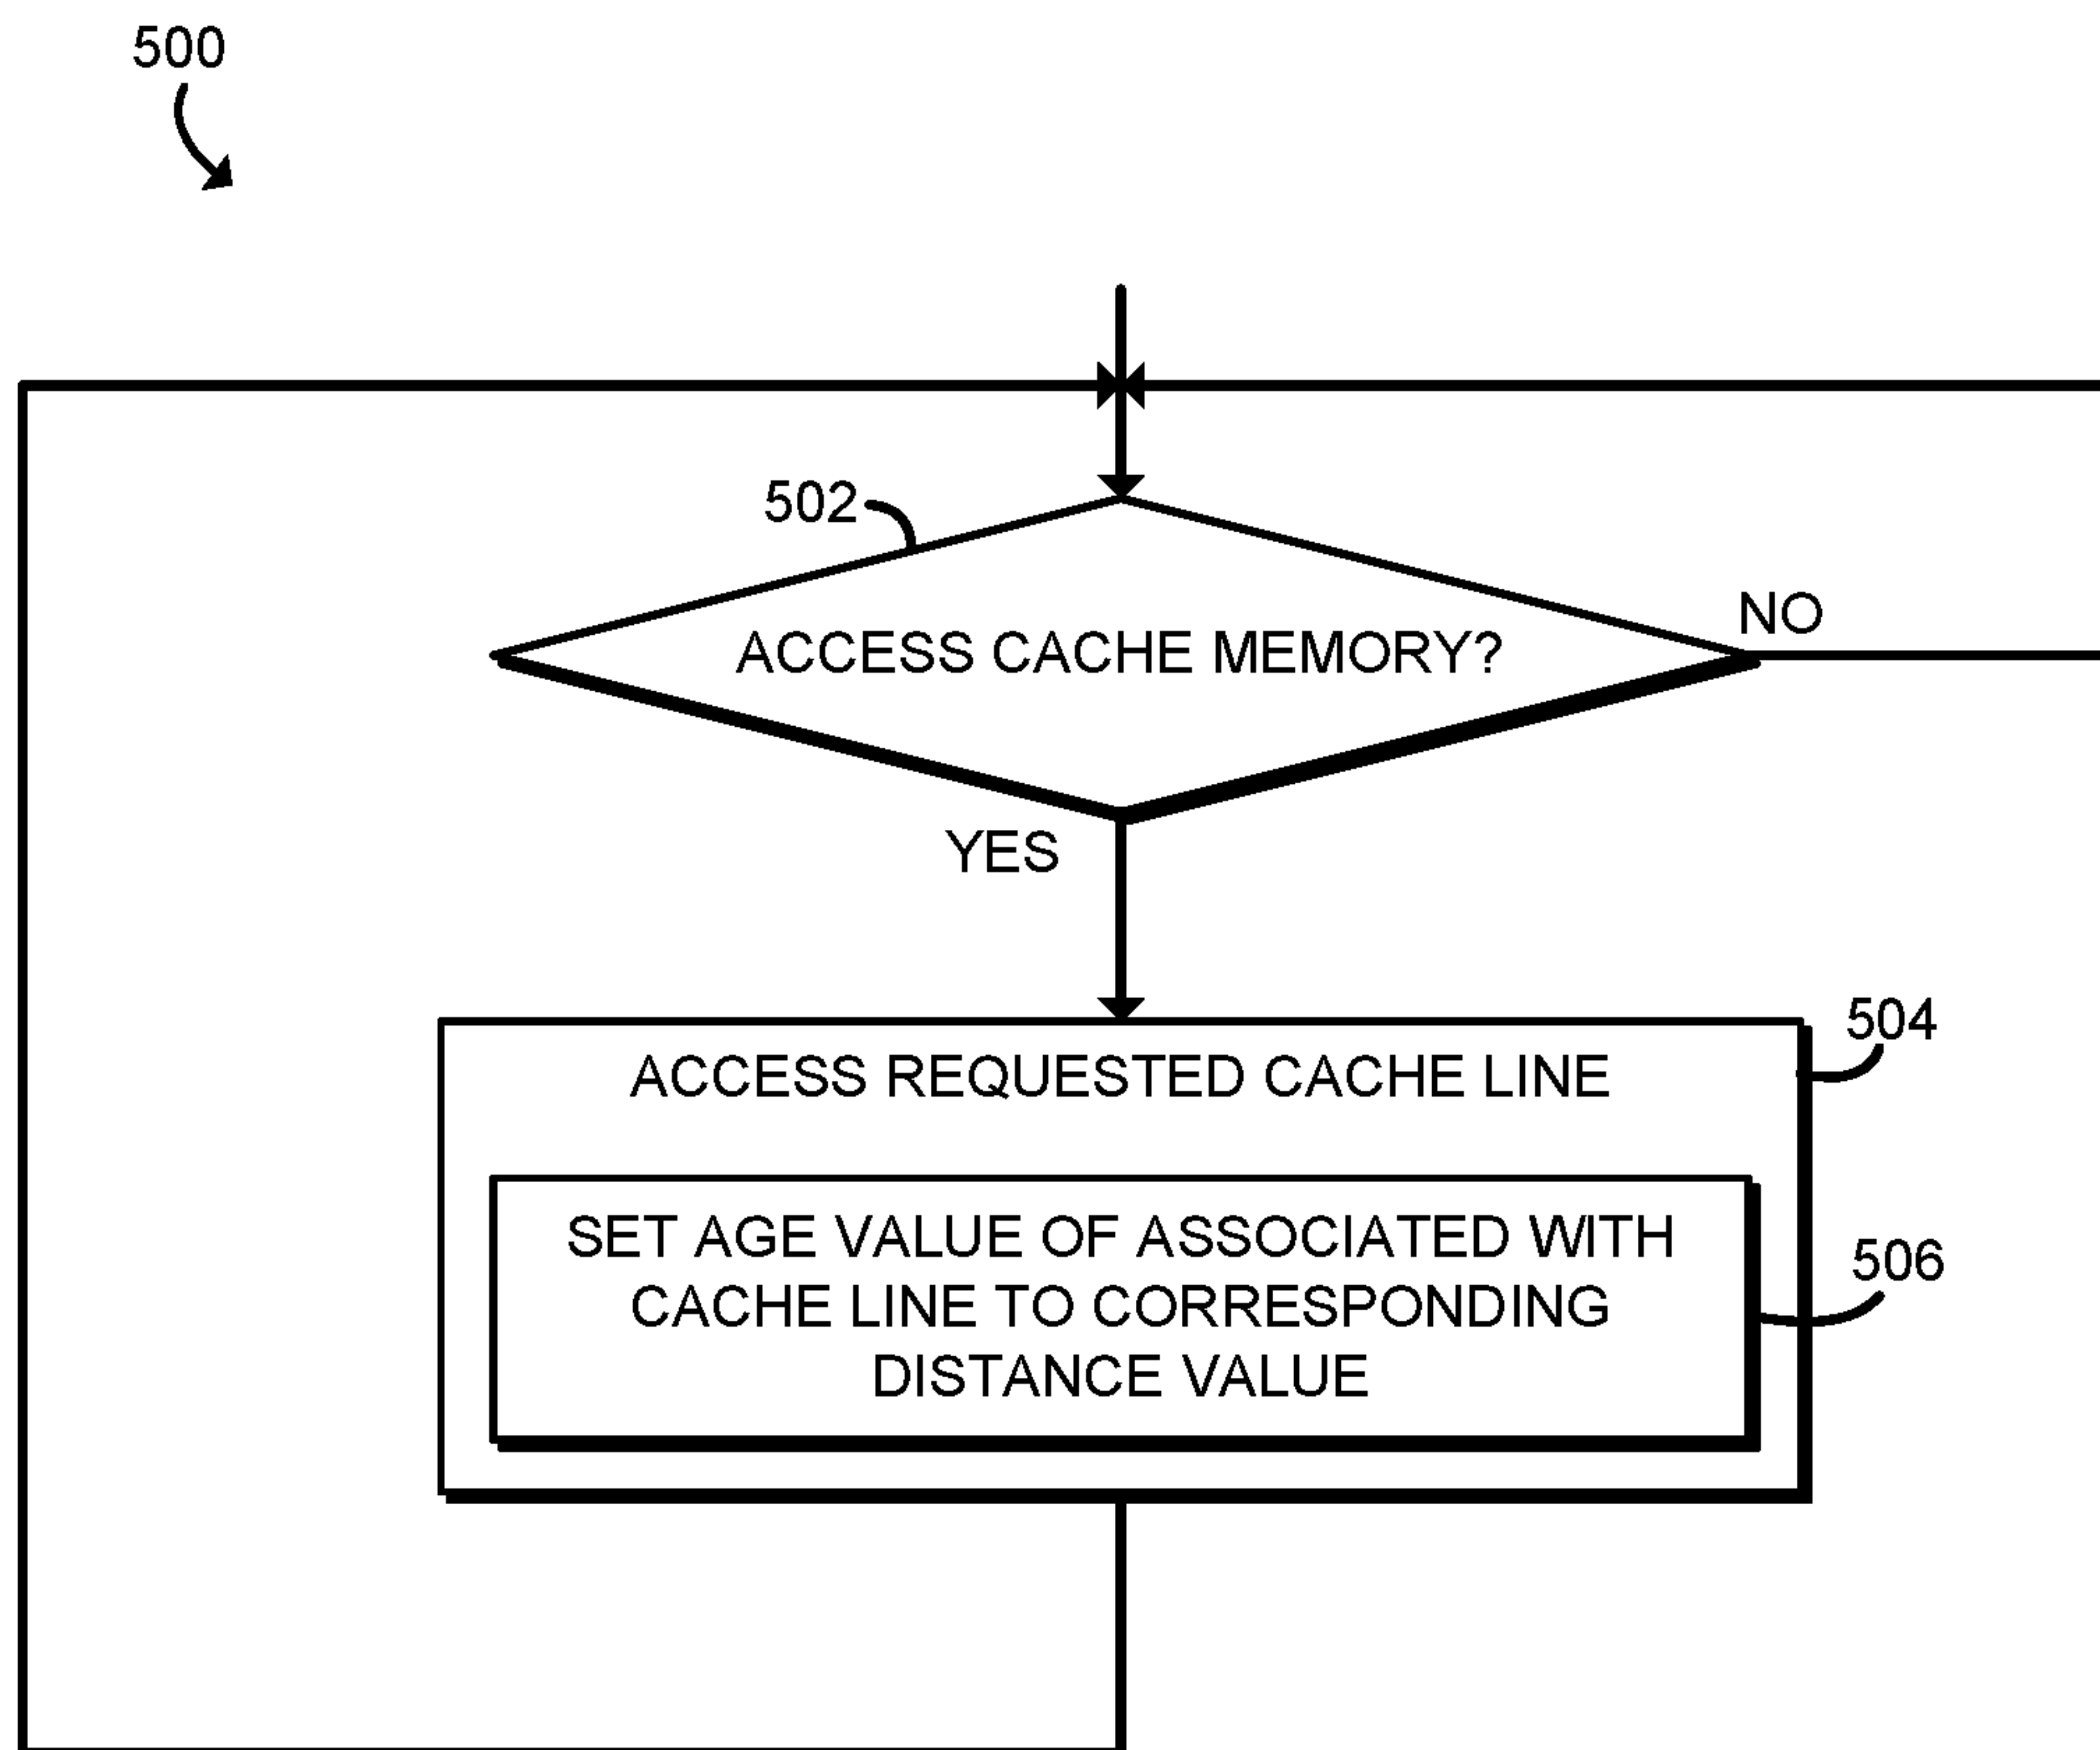 500
502
ACCESS CACHE MEMORY?
NO
YES
504
ACCESS REQUESTED CACHE LINE
SET AGE VALUE OF ASSOCIATED WITH
CACHE LINE TO CORRESPONDING
DISTANCE VALUE
506